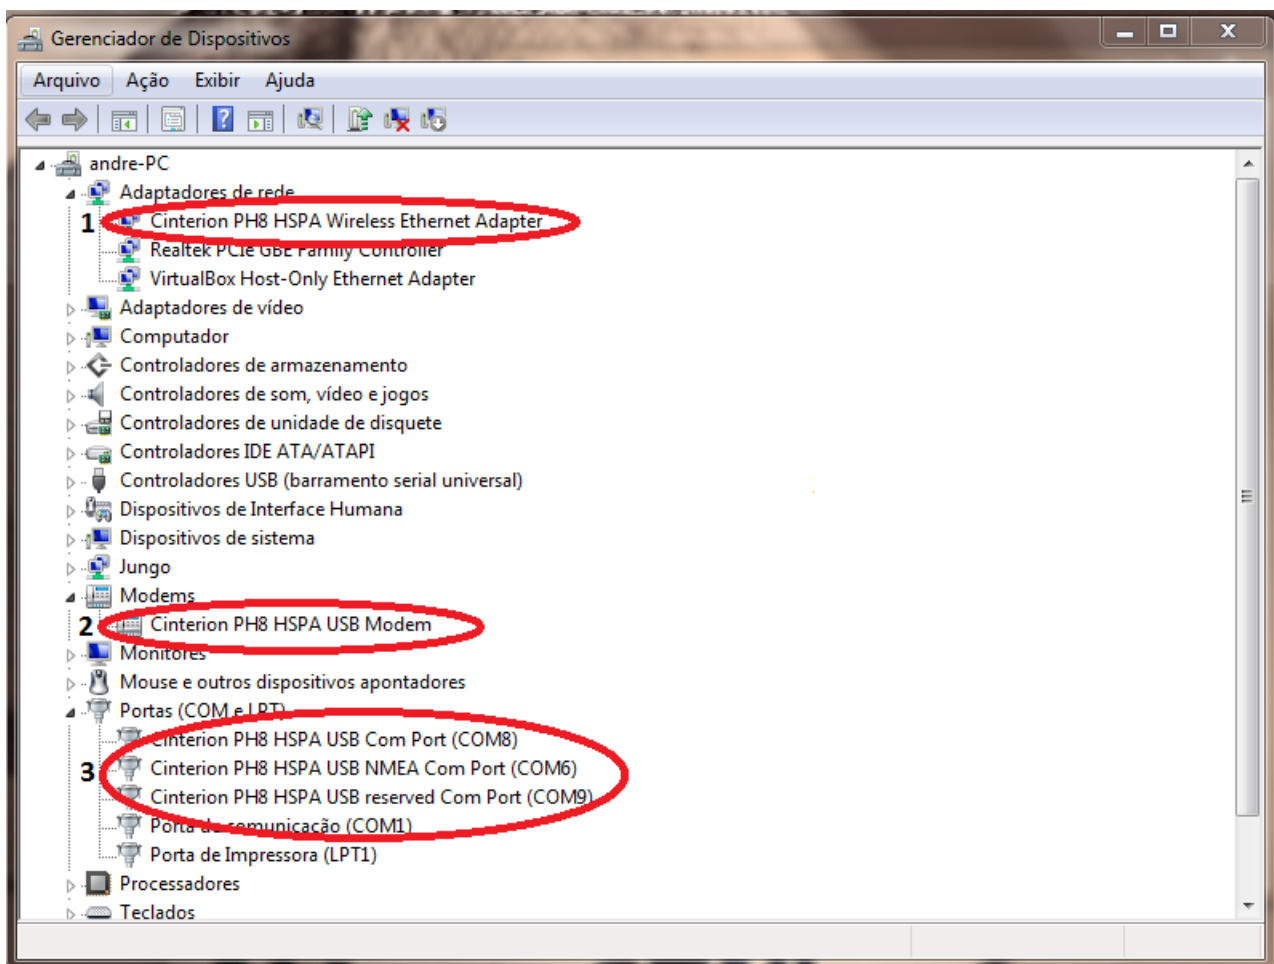 Gerenciador de Dispositivos
Arquivo Ação Exibir Ajuda
andre-PC
Adaptadores de rede
1 Cinterion PH8 HSPA Wireless Ethernet Adapter
Realtek PCIe GBE Family Controller
VirtualBox Host-Only Ethernet Adapter
Adaptadores de vídeo
Computador
Controladores de armazenamento
Controladores de som, vídeo e jogos
Controladores de unidade de disquete
Controladores IDE ATA/ATAPI
Controladores USB (barramento serial universal)
Dispositivos de Interface Humana
Dispositivos de sistema
Jungo
Modems
2 Cinterion PH8 HSPA USB Modem
Monitores
Mouse e outros dispositivos apontadores
Portas (COM e LPT)
Cinterion PH8 HSPA USB Com Port (COM8)
3 Cinterion PH8 HSPA USB NMEA Com Port (COM6)
Cinterion PH8 HSPA USB reserved Com Port (COM9)
Porta de comunicação (COM1)
Porta de Impressora (LPT1)
Processadores
Teclados